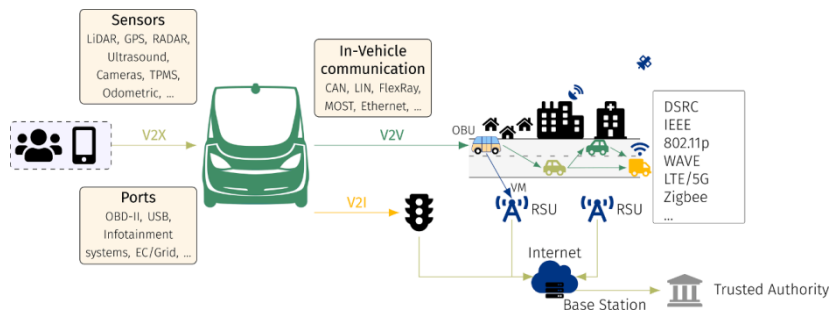 Sensors
LiDAR, GPS, RADAR,
Ultrasound,
Cameras, TPMS,
Odometric, ...
In-Vehicle
communication
CAN, LIN, FlexRay,
MOST, Ethernet, ...
V2X
V2V
OBU
DSRC
IEEE
802.11p
WAVE
LTE/5G
Zigbee
...
Ports
OBD-II, USB,
Infotainment
systems, EC/Grid, ...
V2I
VM
RSU
RSU
Internet
Base Station
Trusted Authority